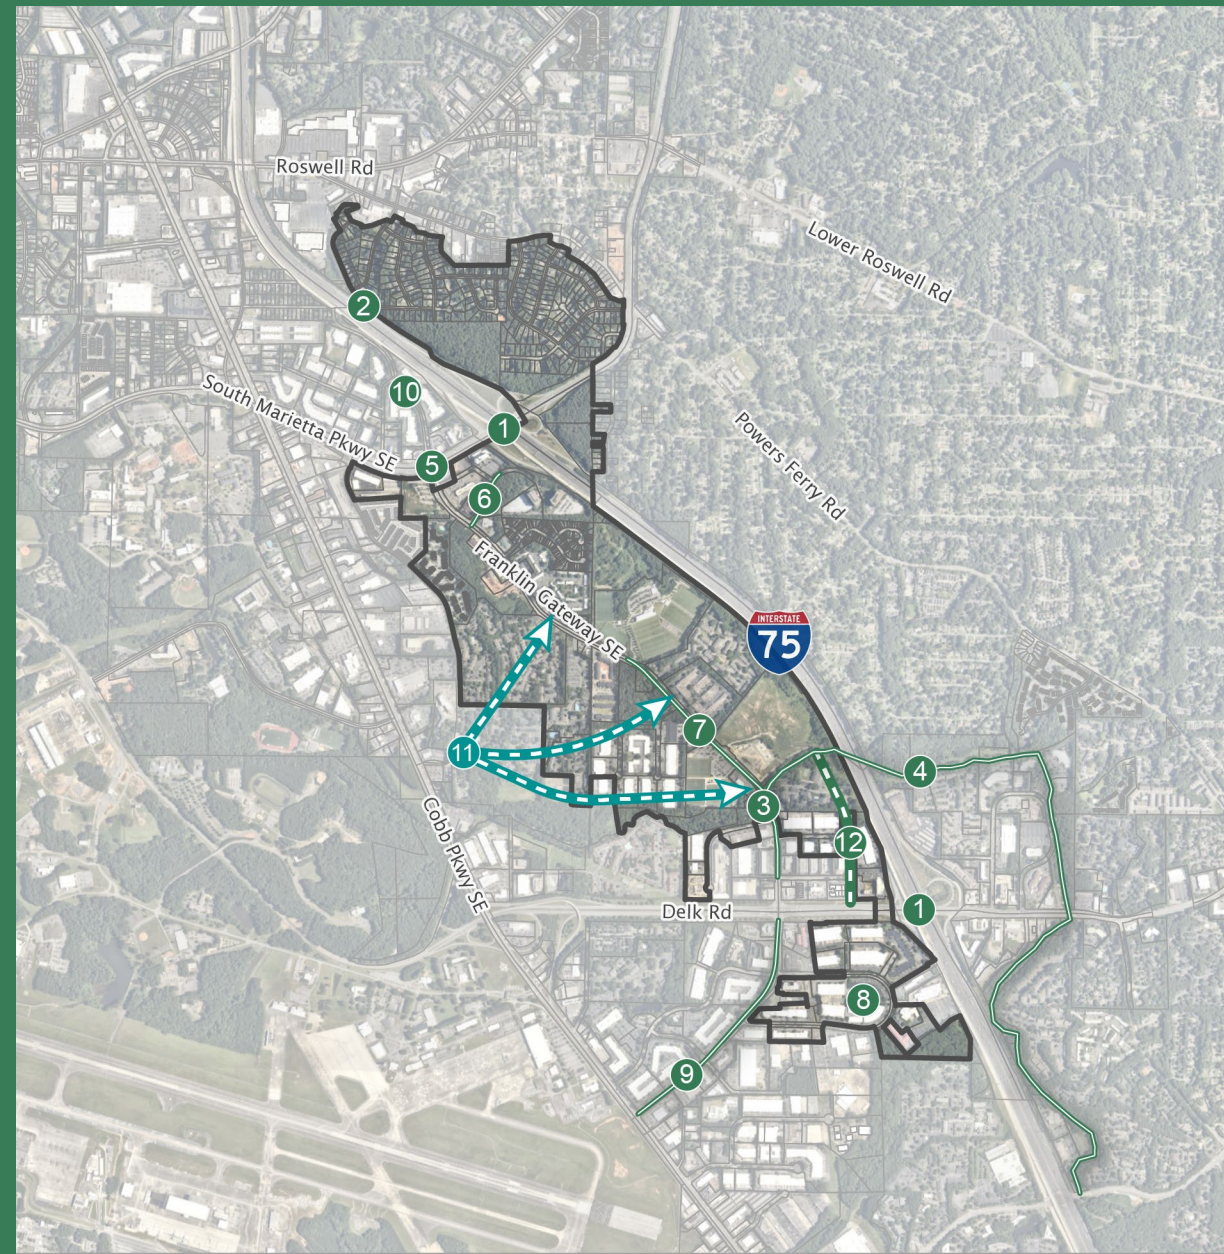 Roswell Rd
Lower Roswell Rd
2
10
South Marietta Pkwy SE
1
Powers Ferry Rd
5
6
Franklin Gateway SE
INTERSTATE
75
7
11
4
3
Cobb Pkwy SE
12
Delk Rd
1
8
9